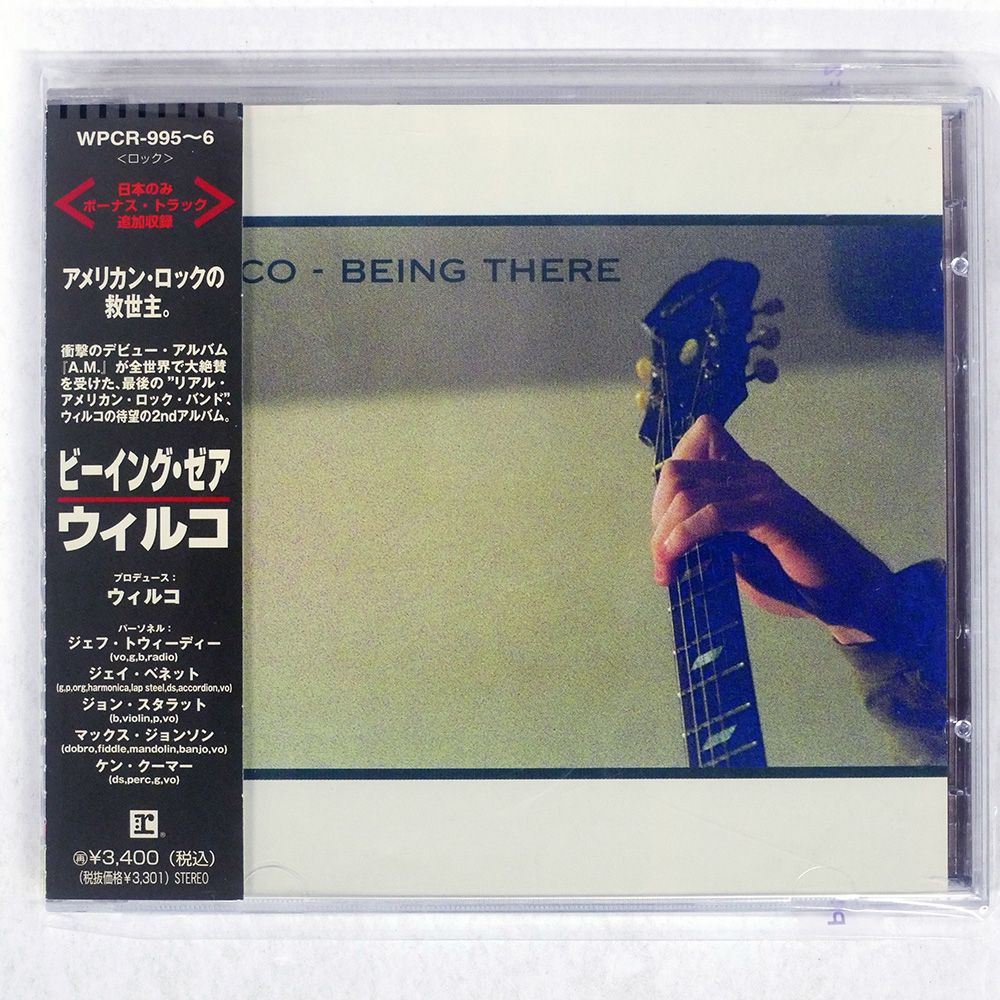 WPCR-995〜6
<ロック>
日本のみ
ボーナス・トラック
追加収録
アメリカン・ロックの
救世主。
衝撃のデビュー・アルバム
『A.M.』が全世界で大絶賛
を受けた、最後の”リアル・
アメリカン・ロック・バンド”、
ウィルコの待望の2ndアルバム。
ビーイング・ゼア
ウィルコ
プロデュース：
ウィルコ
パーソネル：
ジェフ・トウィーディー
(vo,g,b,radio)
ジェイ・ベネット
(g,p,org,harmonica,lap steel,ds,accordion,vo)
ジョン・スタラット
(b,violin,p,vo)
マックス・ジョンソン
(dobro,fiddle,mandolin,banjo,vo)
ケン・クーマー
(ds,perc,g,vo)
r®
再¥3,400（税込）
（税抜価格¥3,301）STEREO
CO - BEING THERE